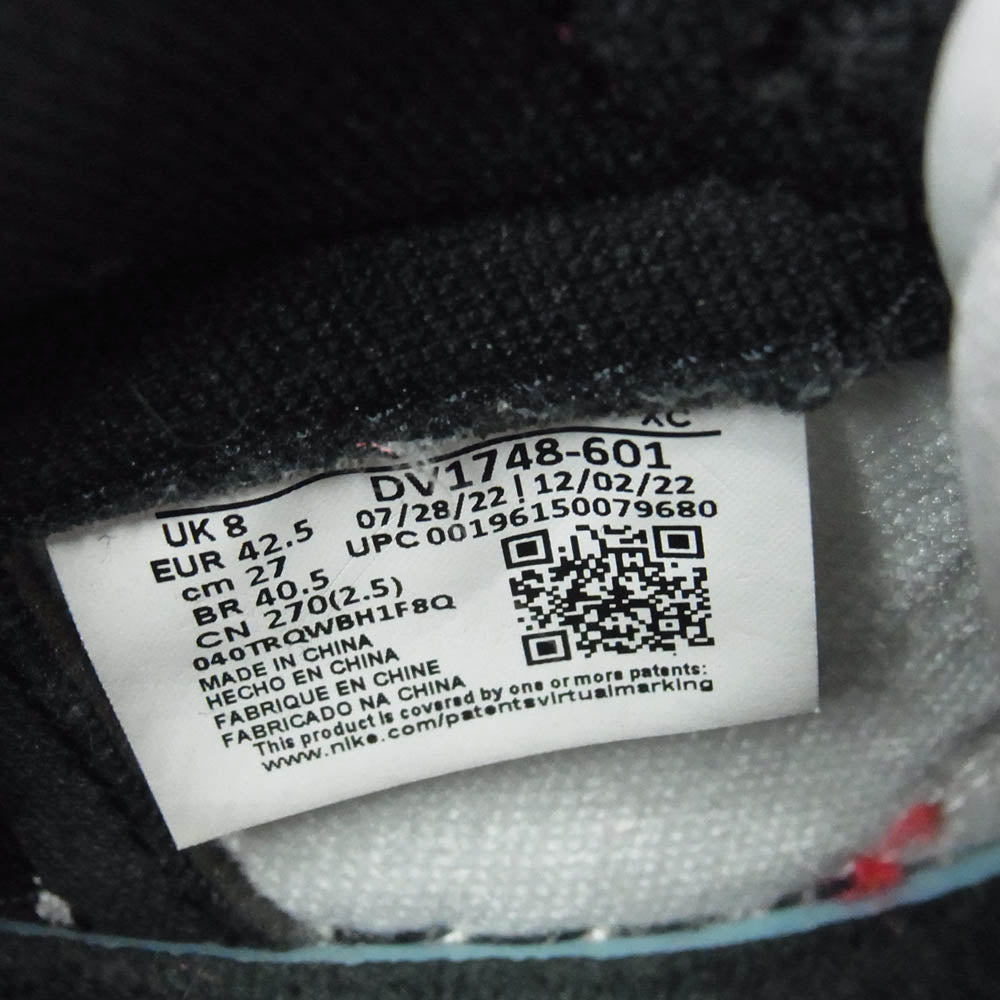 XC
DV1748-601
07/28/22 | 12/02/22
UPC 00196150079680
UK 8
EUR 42.5
cm 27
BR 40.5
CN 270(2.5)
040TRQWBH1F8Q
MADE IN CHINA
HECHO EN CHINA
FABRIQUE EN CHINE
FABRICADO NA CHINA
This product is covered by one or more patents:
www.nike.com/patentsvirtualmarking